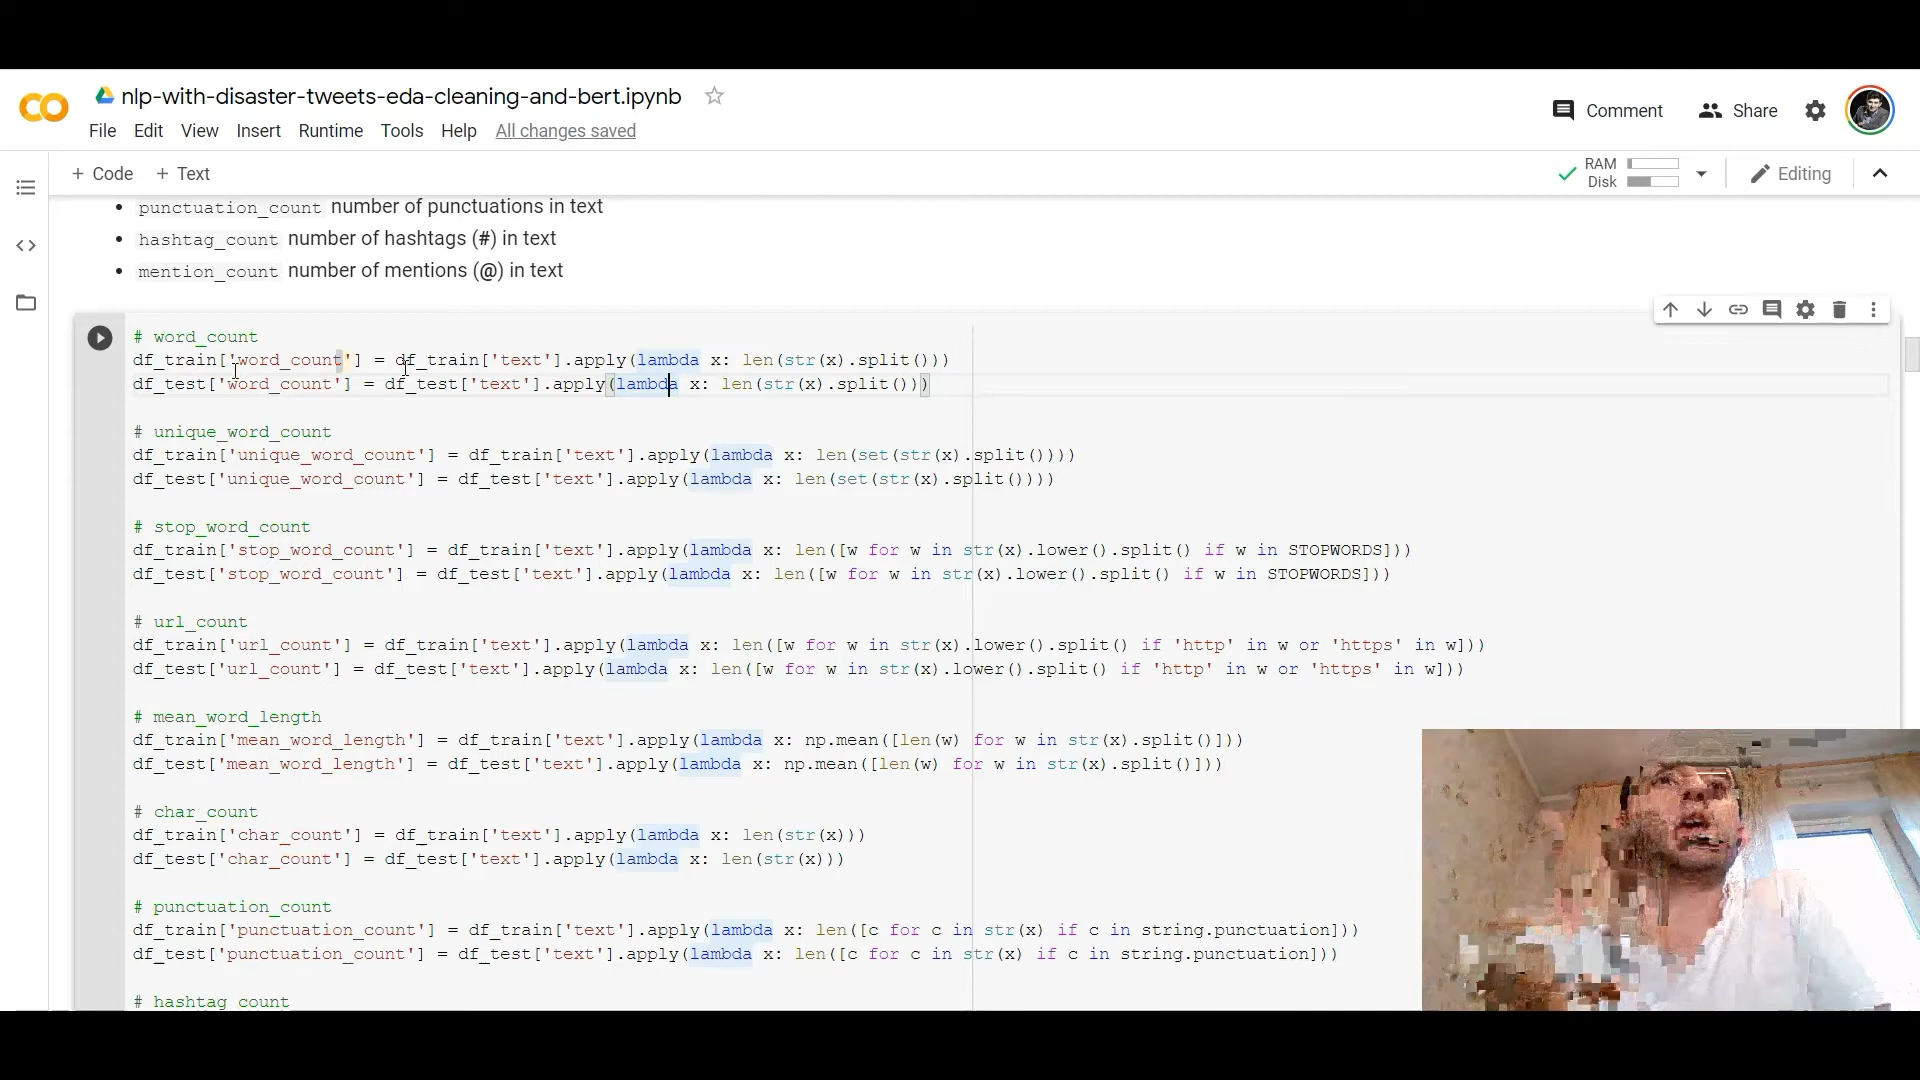 nlp-with-disaster-tweets-eda-cleaning-and-bert.ipynb
File Edit View Insert Runtime Tools Help All changes saved
Comment Share
+ Code + Text
RAM
Disk
Editing
• punctuation_count number of punctuations in text
• hashtag_count number of hashtags (#) in text
• mention_count number of mentions (@) in text
# word_count
df_train['word_count'] = df_train['text'].apply(lambda x: len(str(x).split()))
df_test['word_count'] = df_test['text'].apply(lambda x: len(str(x).split()))
# unique_word_count
df_train['unique_word_count'] = df_train['text'].apply(lambda x: len(set(str(x).split())))
df_test['unique_word_count'] = df_test['text'].apply(lambda x: len(set(str(x).split())))
# stop_word_count
df_train['stop_word_count'] = df_train['text'].apply(lambda x: len([w for w in str(x).lower().split() if w in STOPWORDS]))
df_test['stop_word_count'] = df_test['text'].apply(lambda x: len([w for w in str(x).lower().split() if w in STOPWORDS]))
# url_count
df_train['url_count'] = df_train['text'].apply(lambda x: len([w for w in str(x).lower().split() if 'http' in w or 'https' in w]))
df_test['url_count'] = df_test['text'].apply(lambda x: len([w for w in str(x).lower().split() if 'http' in w or 'https' in w]))
# mean_word_length
df_train['mean_word_length'] = df_train['text'].apply(lambda x: np.mean([len(w) for w in str(x).split()]))
df_test['mean_word_length'] = df_test['text'].apply(lambda x: np.mean([len(w) for w in str(x).split()]))
# char_count
df_train['char_count'] = df_train['text'].apply(lambda x: len(str(x)))
df_test['char_count'] = df_test['text'].apply(lambda x: len(str(x)))
# punctuation_count
df_train['punctuation_count'] = df_train['text'].apply(lambda x: len([c for c in str(x) if c in string.punctuation]))
df_test['punctuation_count'] = df_test['text'].apply(lambda x: len([c for c in str(x) if c in string.punctuation]))
# hashtag_count